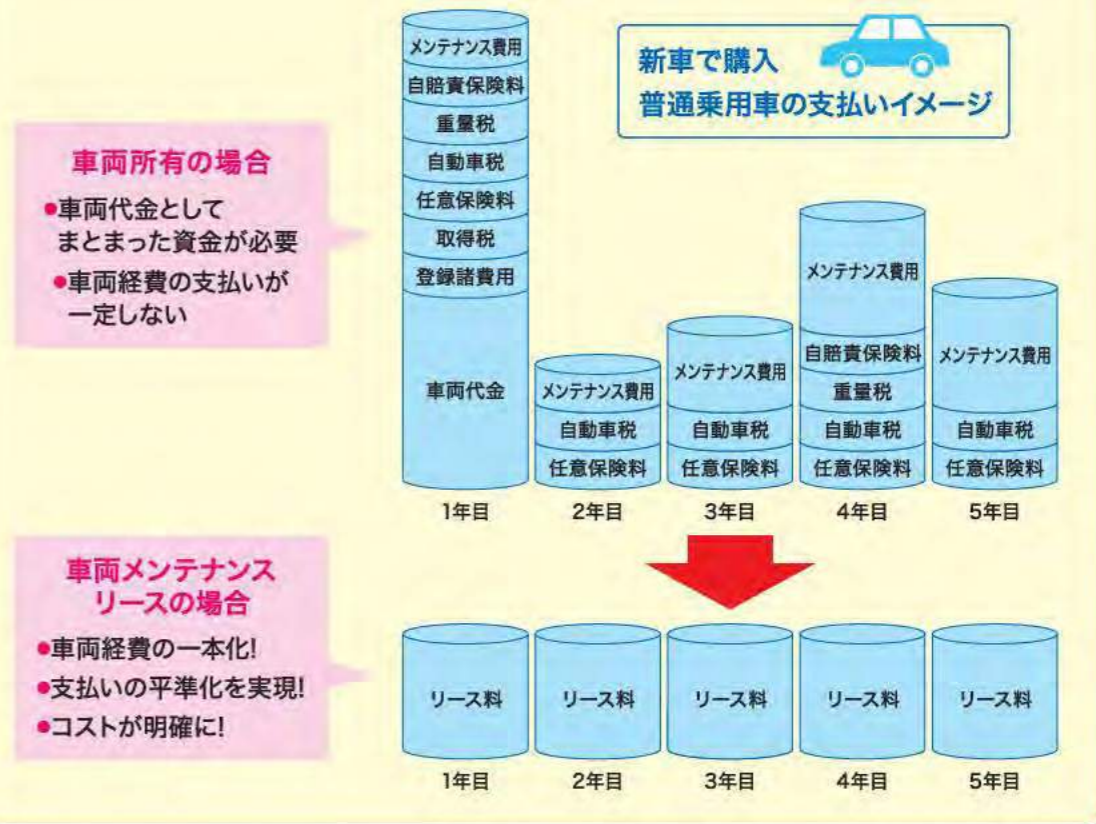 新車で購入
普通乗用車の支払いイメージ
車両所有の場合
●車両代金として
まとまった資金が必要
●車両経費の支払いが
一定しない
メンテナンス費用
自賠責保険料
重量税
自動車税
任意保険料
取得税
登録諸費用
車両代金
1年目
メンテナンス費用
自動車税
任意保険料
2年目
メンテナンス費用
自動車税
任意保険料
3年目
メンテナンス費用
自賠責保険料
重量税
自動車税
任意保険料
4年目
メンテナンス費用
自動車税
任意保険料
5年目
車両メンテナンス
リースの場合
●車両経費の一本化!
●支払いの平準化を実現!
●コストが明確に!
リース料
1年目
リース料
2年目
リース料
3年目
リース料
4年目
リース料
5年目